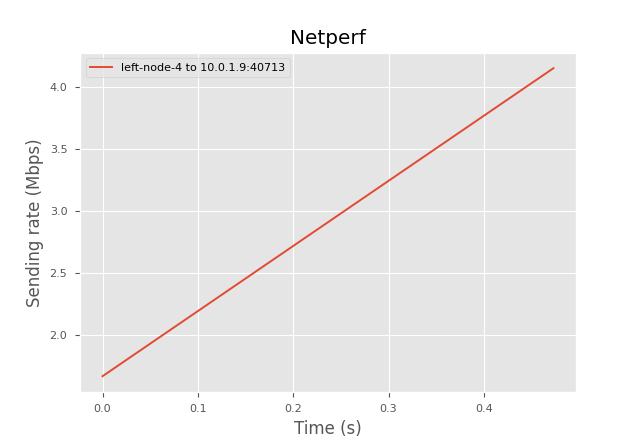 Netperf
left-node-4 to 10.0.1.9:40713
Sending rate (Mbps)
4.0
3.5
3.0
2.5
2.0
0.0 0.1 0.2 0.3 0.4
Time (s)